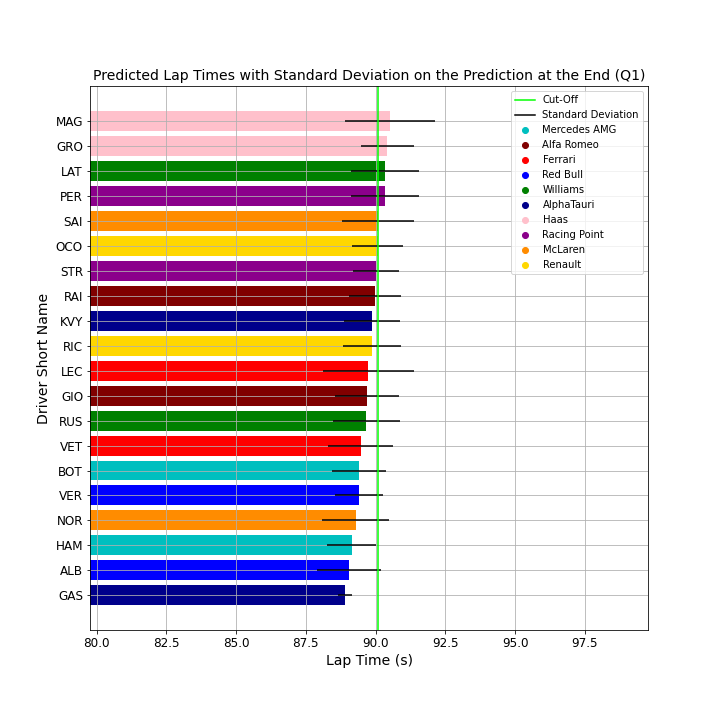 Predicted Lap Times with Standard Deviation on the Prediction at the End (Q1)
Cut-Off
Standard Deviation
Mercedes AMG
Alfa Romeo
Ferrari
Red Bull
Williams
AlphaTauri
Haas
Racing Point
McLaren
Renault
Driver Short Name
MAG
GRO
LAT
PER
SAI
OCO
STR
RAI
KVY
RIC
LEC
GIO
RUS
VET
BOT
VER
NOR
HAM
ALB
GAS
80.0 82.5 85.0 87.5 90.0 92.5 95.0 97.5
Lap Time (s)